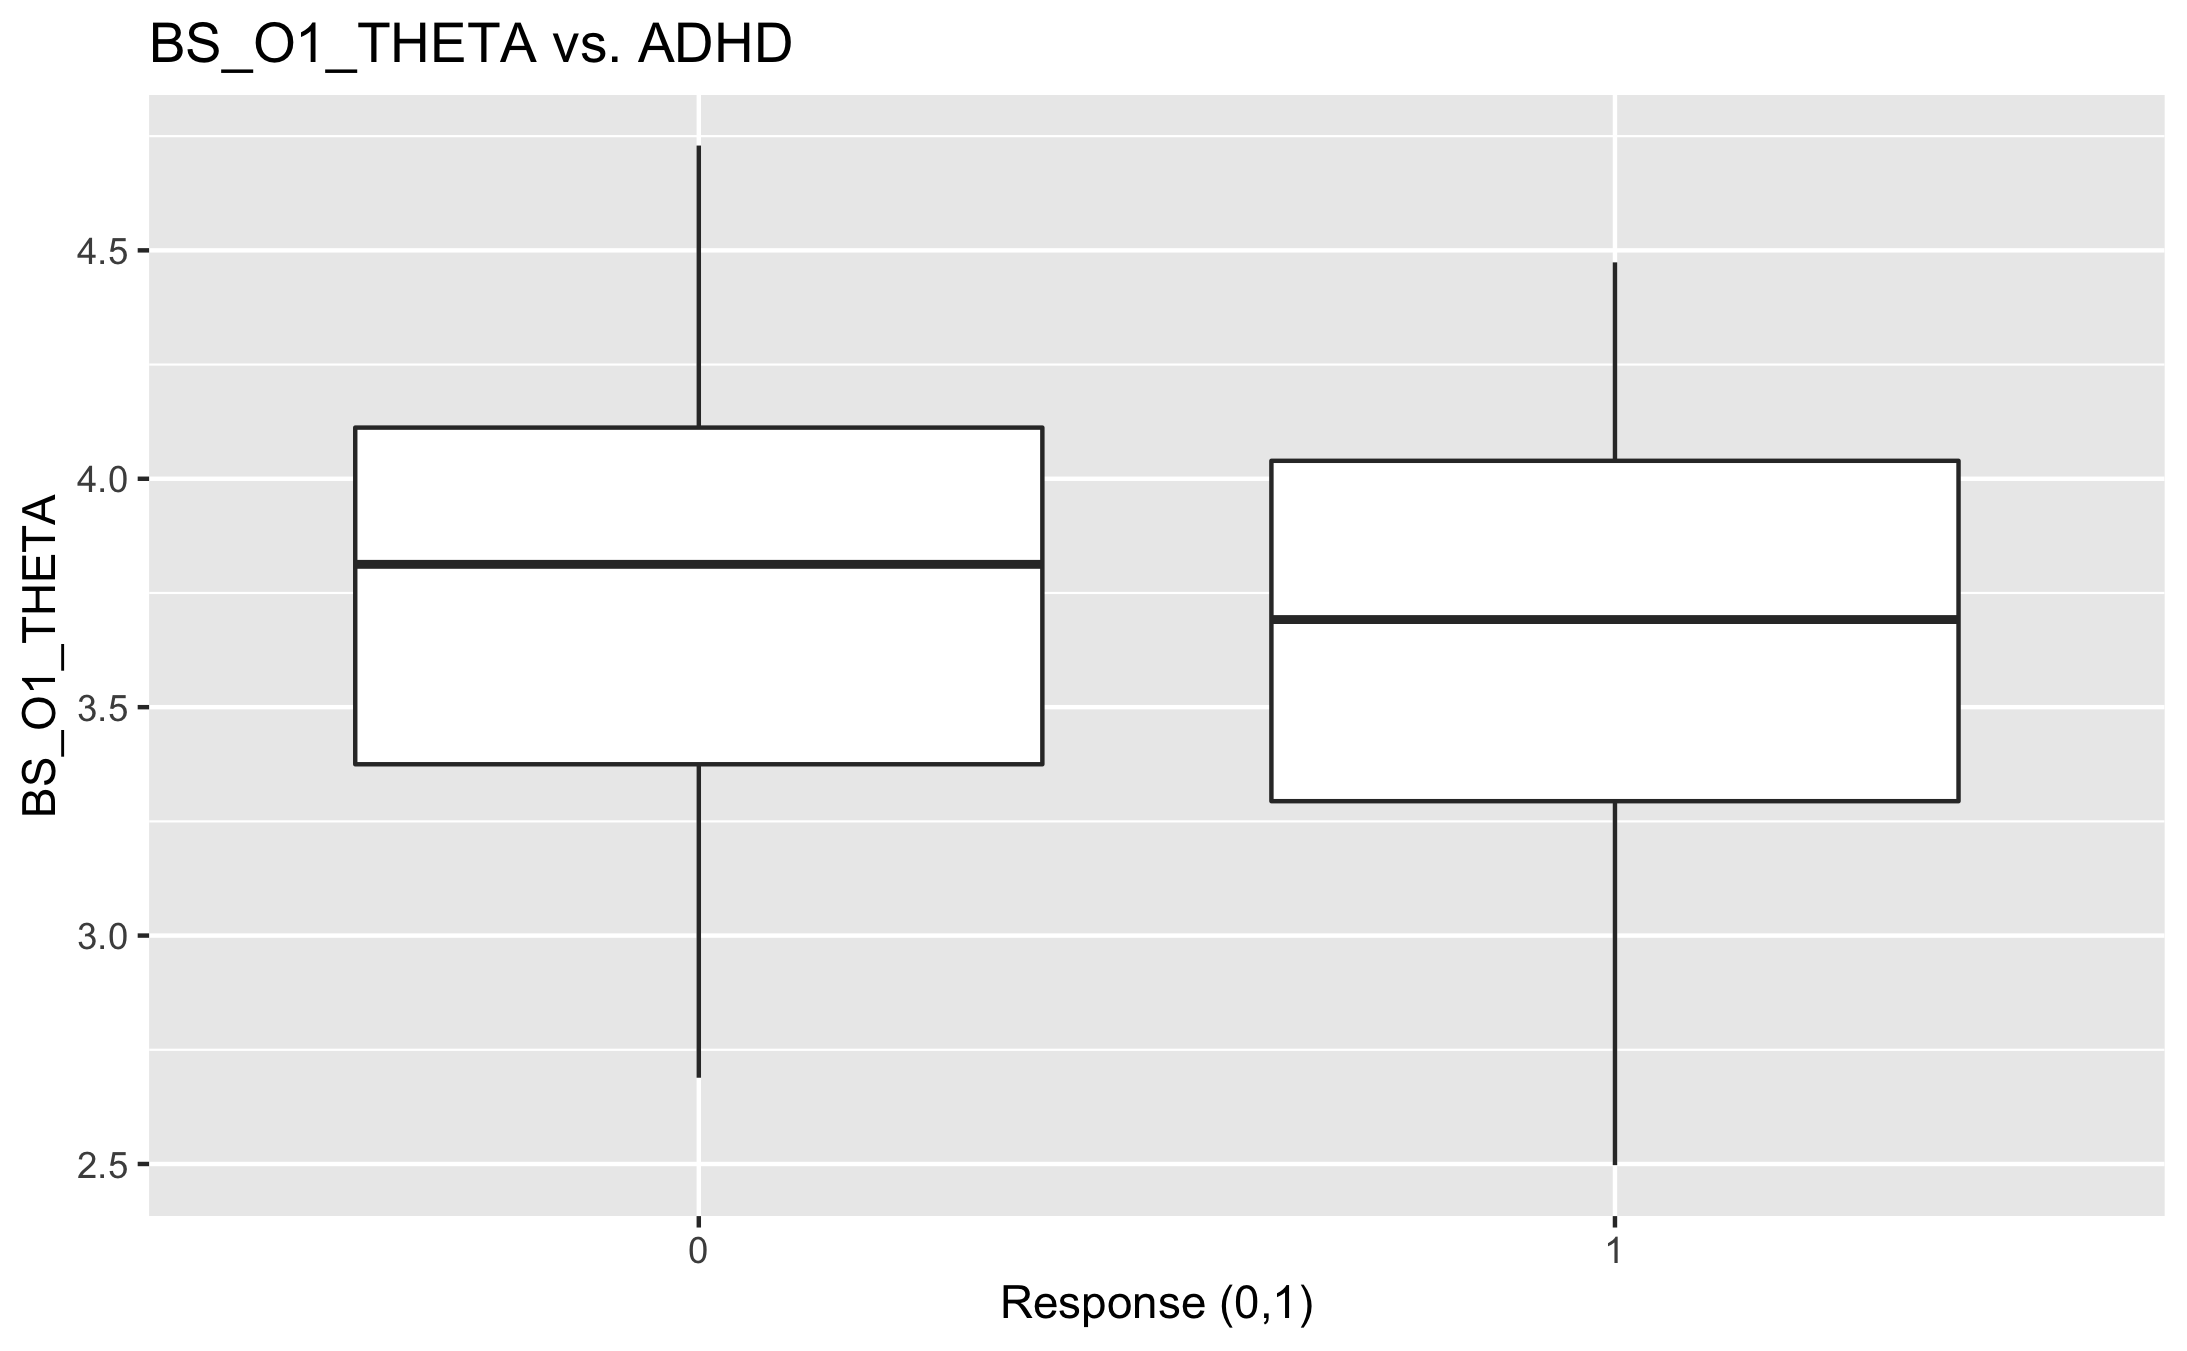 BS_O1_THETA vs. ADHD
BS_O1_THETA
4.5
4.0
3.5
3.0
2.5
0
1
Response (0,1)